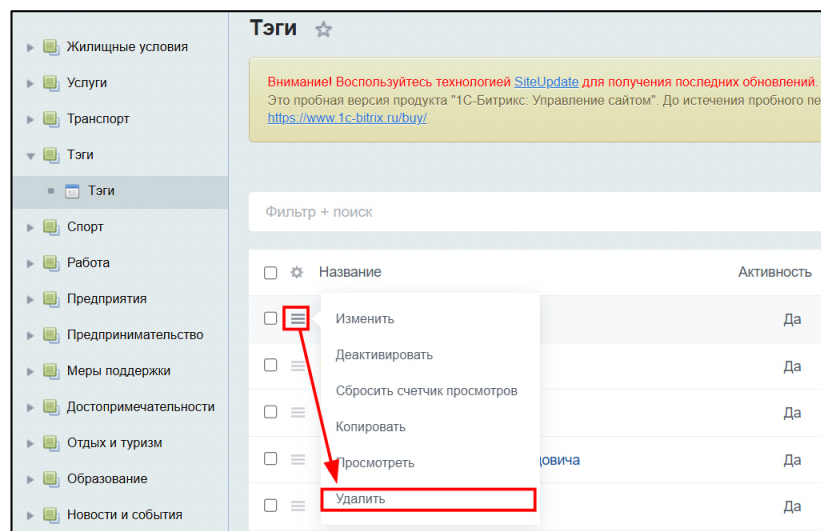 Жилищные условия
Услуги
Транспорт
Тэги
Тэги
Спорт
Работа
Предприятия
Предпринимательство
Меры поддержки
Достопримечательности
Отдых и туризм
Образование
Новости и события
Тэги
Внимание! Воспользуйтесь технологией SiteUpdate для получения последних обновлений.
Это пробная версия продукта "1С-Битрикс: Управление сайтом". До истечения пробного пе
https://www.1c-bitrix.ru/buy/
Фильтр + поиск
Название Активность
Изменить Да
Деактивировать Да
Сбросить счетчик просмотров
Копировать Да
Просмотреть довича Да
Удалить Да